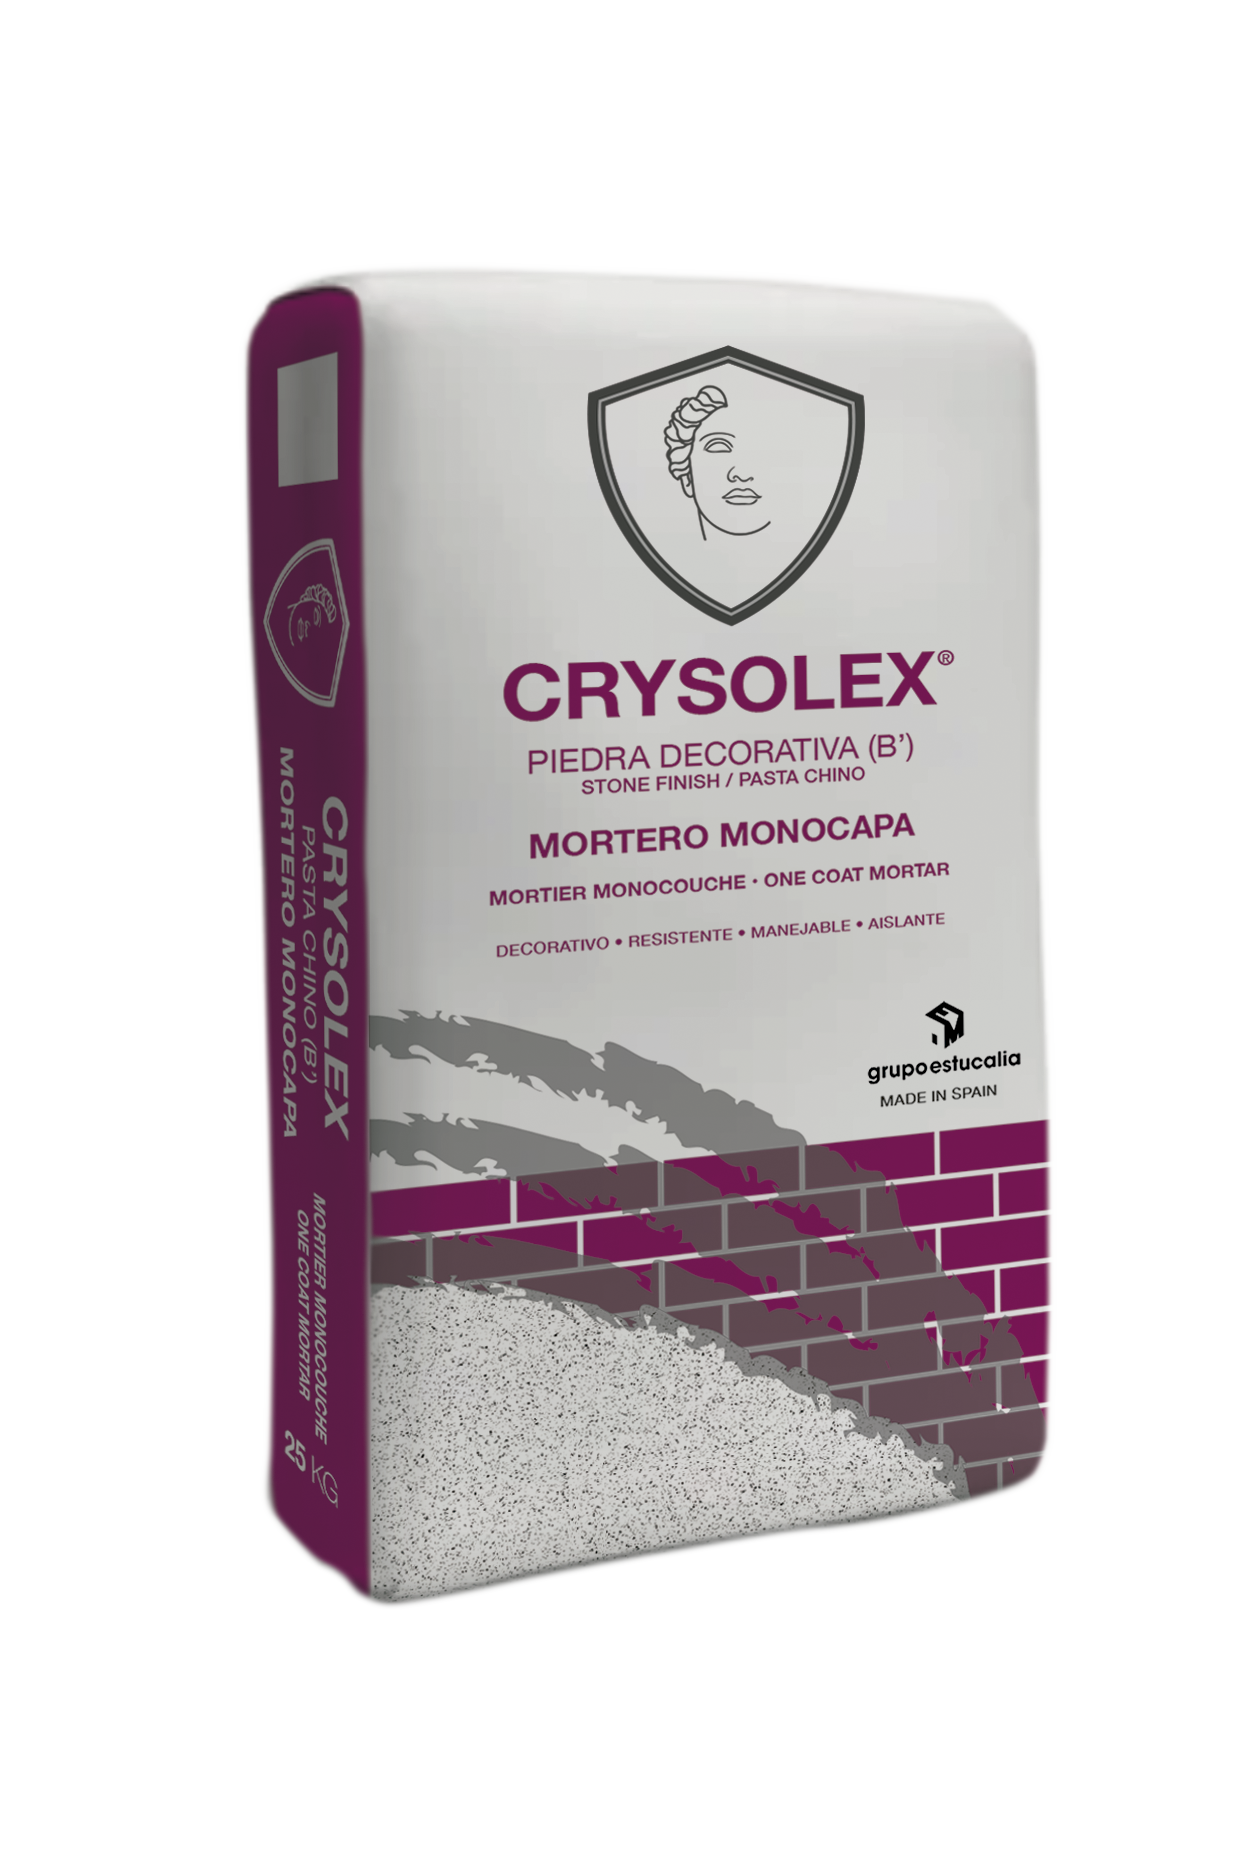 CRYSOLEX®
PIEDRA DECORATIVA (B’)
STONE FINISH / PASTA CHINO
MORTERO MONOCAPA
MORTIER MONOCOUCHE · ONE COAT MORTAR
DECORATIVO • RESISTENTE • MANEJABLE • AISLANTE
grupoestucalia
MADE IN SPAIN
CRYSOLEX
PASTA CHINO (B’)
MORTERO MONOCAPA
MORTIER MONOCOUCHE
ONE COAT MORTAR
25 KG